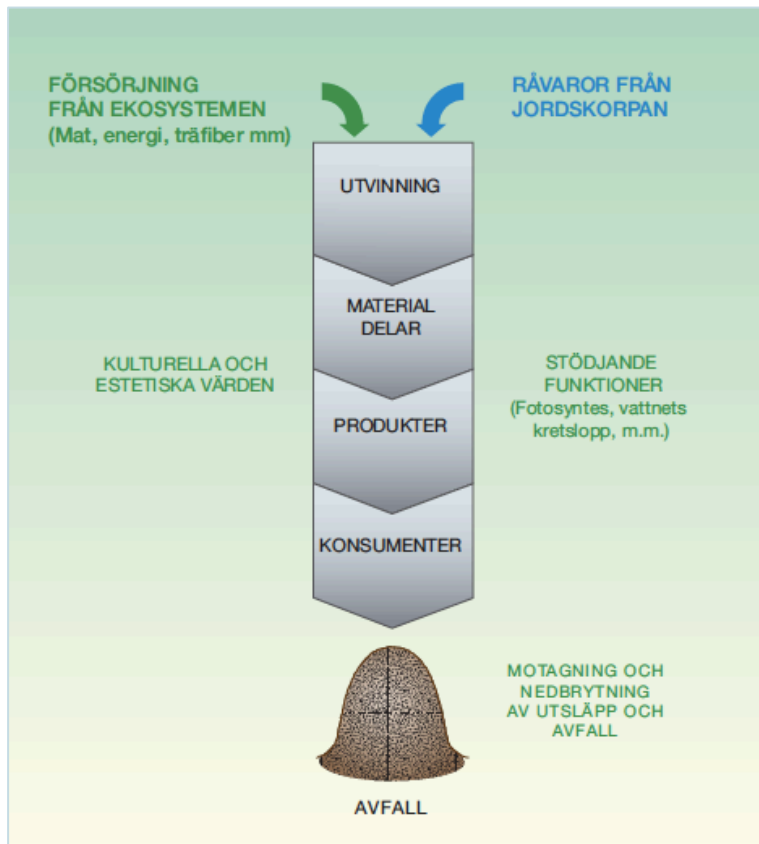 FÖRSÖRJNING
FRÅN EKOSYSTEMEN
(Mat, energi, träfiber mm)
RÅVAROR FRÅN
JORDSKORPAN
UTVINNING
MATERIAL
DELAR
KULTURELLA OCH
ESTETISKA VÄRDEN
STÖDJANDE
FUNKTIONER
(Fotosyntes, vattnets
kretslopp, m.m.)
PRODUKTER
KONSUMENTER
MOTAGNING OCH
NEDBRYTNING
AV UTSLÄPP OCH
AVFALL
AVFALL